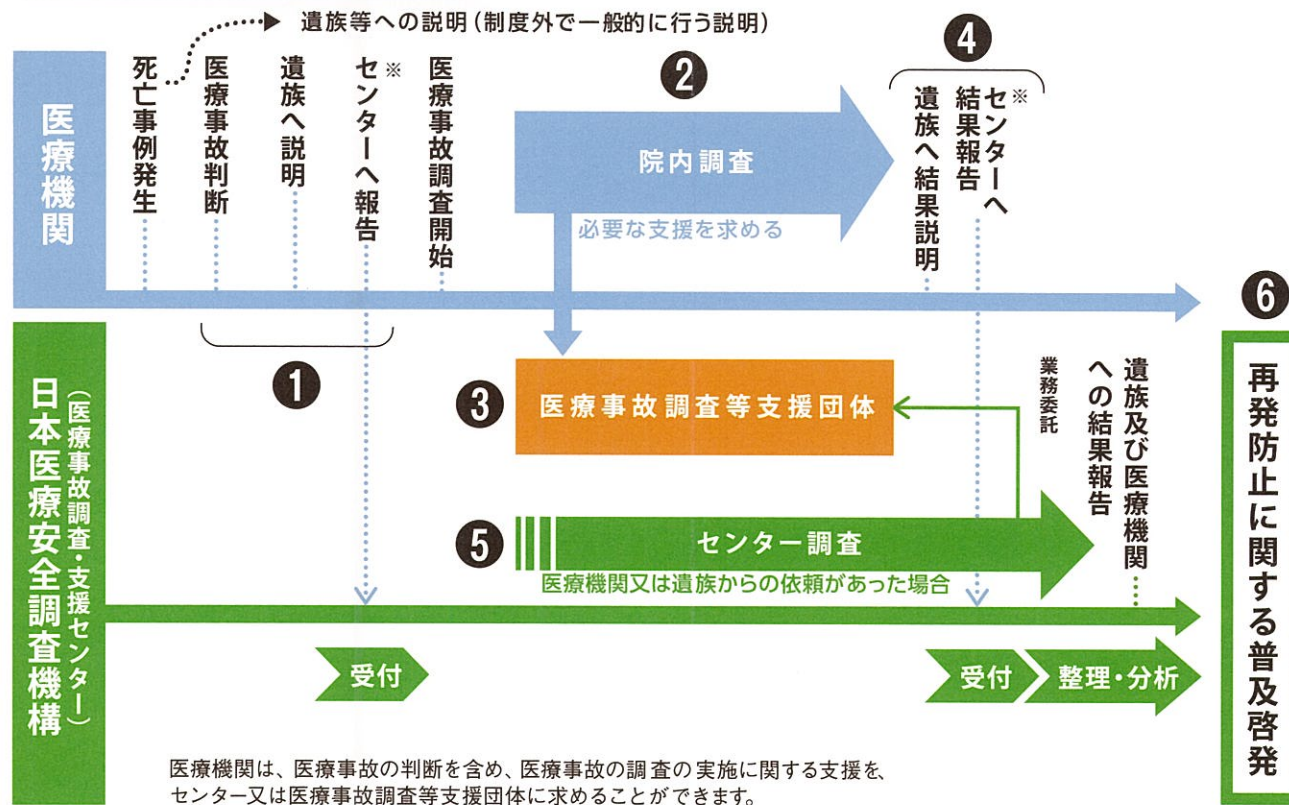 遺族等への説明（制度外で一般的に行う説明）
医療機関
死亡事例発生
医療事故判断
遺族へ説明
センターへ報告
※
医療事故調査開始
❷
院内調査
必要な支援を求める
❹
遺族へ結果説明
センターへ
結果報告
※
❶
❸
医療事故調査等支援団体
業務委託
遺族及び医療機関
への結果報告
❻
再発防止に関する普及啓発
日本医療安全調査機構
（医療事故調査・支援センター）
❺
センター調査
医療機関又は遺族からの依頼があった場合
受付
受付
整理・分析
医療機関は、医療事故の判断を含め、医療事故の調査の実施に関する支援を、
センター又は医療事故調査等支援団体に求めることができます。